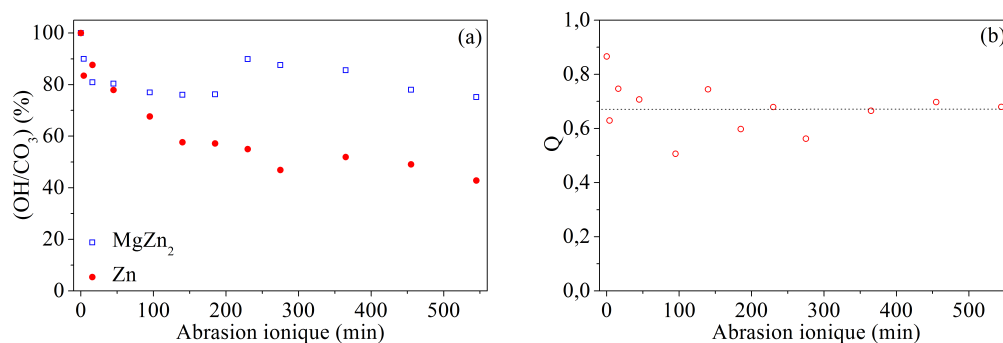 (OH/CO3) (%)
100
80
60
40
20
0
(a)
MgZn2
Zn
0 100 200 300 400 500
Abrasion ionique (min)
Q
1,0
0,8
0,6
0,4
0,2
0,0
(b)
0 100 200 300 400 500
Abrasion ionique (min)